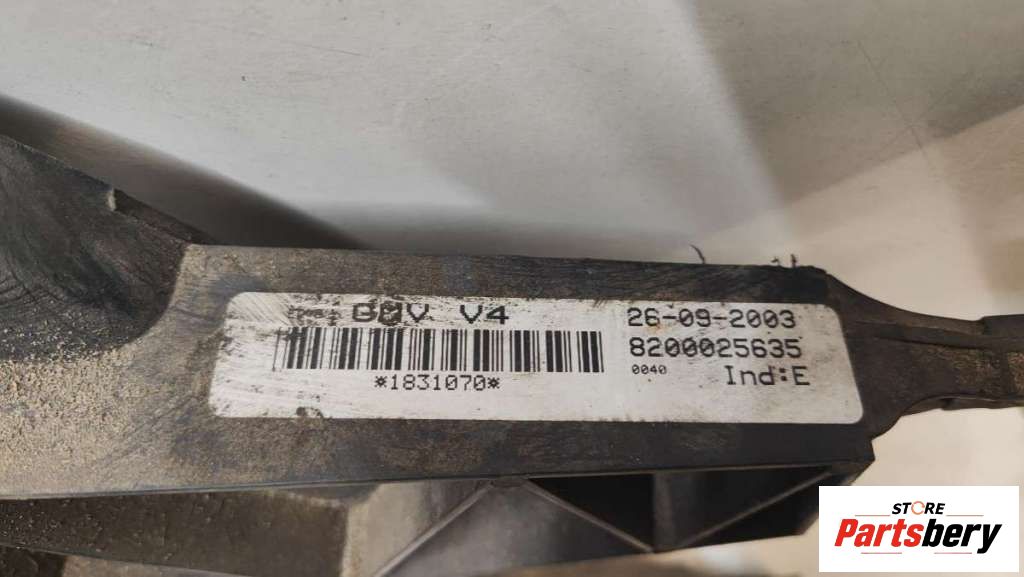 V4
26-09-2003
8200025635
0040 Ind:E
*1831070*
STORE
Partsbery